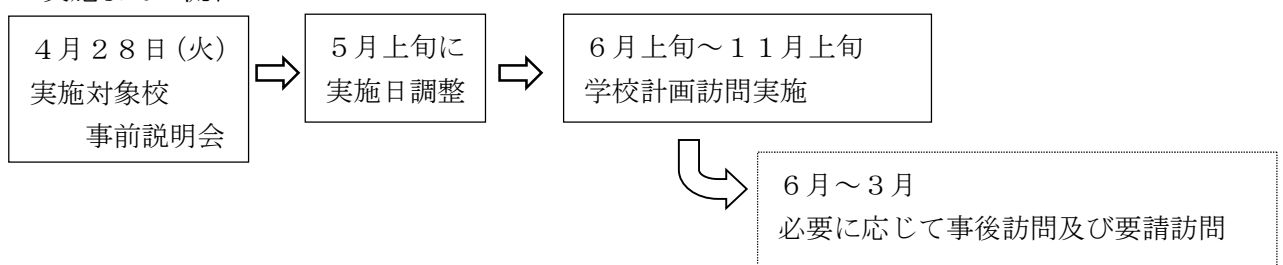 ４月２８日（火）
実施対象校
事前説明会
５月上旬に
実施日調整
６月上旬～１１月上旬
学校計画訪問実施
６月～３月
必要に応じて事後訪問及び要請訪問